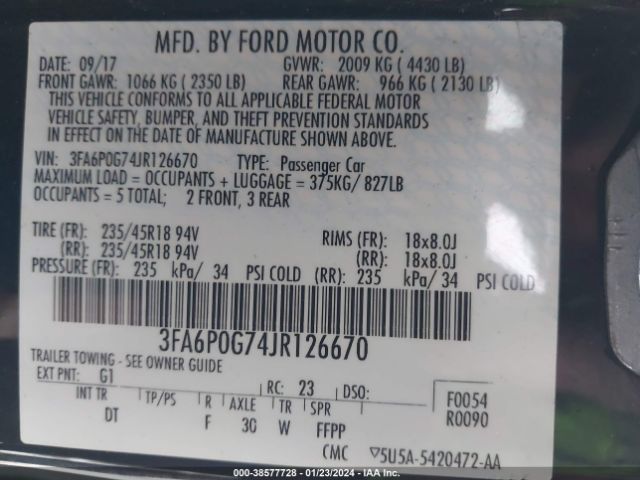 MFD. BY FORD MOTOR CO.
DATE: 09/17 GVWR: 2009 KG ( 4430 LB)
FRONT GAWR: 1066 KG ( 2350 LB) REAR GAWR: 966 KG ( 2130 LB)
THIS VEHICLE CONFORMS TO ALL APPLICABLE FEDERAL MOTOR
VEHICLE SAFETY, BUMPER, AND THEFT PREVENTION STANDARDS
IN EFFECT ON THE DATE OF MANUFACTURE SHOWN ABOVE.
VIN: 3FA6P0G74JR126670 TYPE: Passenger Car
MAXIMUM LOAD = OCCUPANTS + LUGGAGE = 375KG/ 827LB
OCCUPANTS = 5 TOTAL; 2 FRONT, 3 REAR
TIRE (FR): 235/45R18 94V RIMS (FR): 18x8.0J
(RR): 235/45R18 94V (RR): 18x8.0J
PRESSURE (FR): 235 kPa/ 34 PSI COLD (RR): 235 kPa/ 34 PSI COLD
3FA6P0G74JR126670
TRAILER TOWING - SEE OWNER GUIDE
EXT PNT: G1 RC: 23 DSO: F0054
INT TR TP/PS R AXLE TR SPR R0090
DT F 30 W FFPP
CMC ▽5U5A-5420472-AA
000-38577728 - 01/23/2024 - IAA Inc.